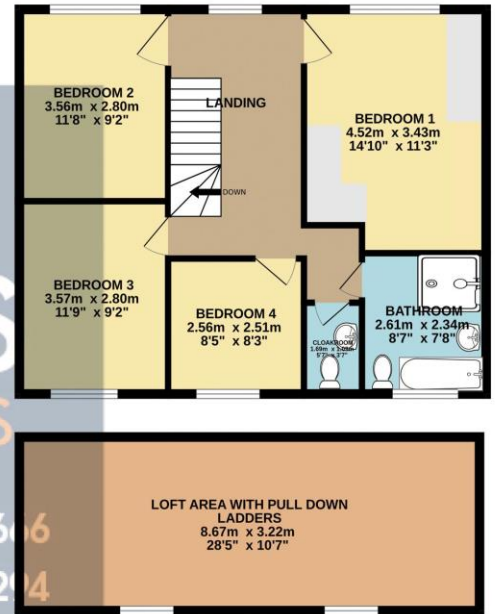 BEDROOM 2
3.56m x 2.80m
11'8" x 9'2"
LANDING
BEDROOM 1
4.52m x 3.43m
14'10" x 11'3"
DOWN
BEDROOM 3
3.57m x 2.80m
11'9" x 9'2"
BEDROOM 4
2.56m x 2.51m
8'5" x 8'3"
CLOAKROOM
BATHROOM
2.61m x 2.34m
8'7" x 7'8"
S
S
LOFT AREA WITH PULL DOWN
LADDERS
8.67m x 3.22m
28'5" x 10'7"
66
294